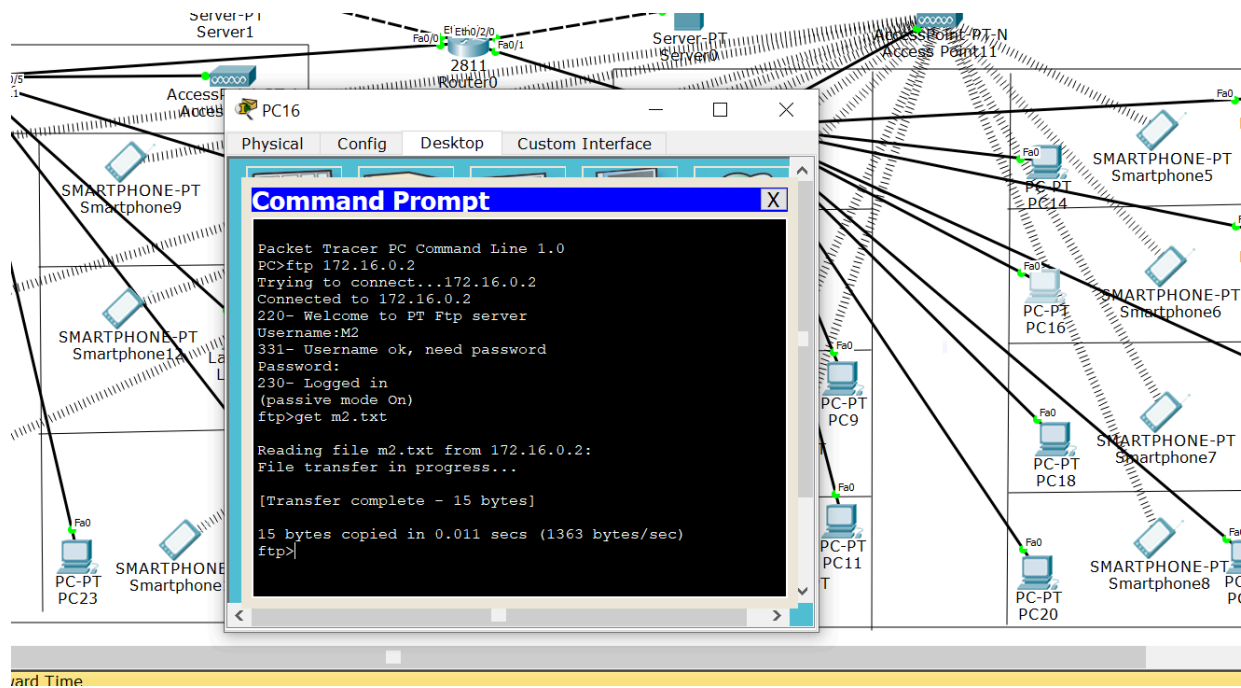 Server-PT
Server1
Fa0/0
Eth0/2/0
Fa0/1
2811
Router0
Server-PT
Server0
AccessPoint-PT-N
Access Point11
0/5
PC16
Physical
Config
Desktop
Custom Interface
Command Prompt
X
Packet Tracer PC Command Line 1.0
PC>ftp 172.16.0.2
Trying to connect...172.16.0.2
Connected to 172.16.0.2
220- Welcome to PT Ftp server
Username:M2
331- Username ok, need password
Password:
230- Logged in
(passive mode On)
ftp>get m2.txt
Reading file m2.txt from 172.16.0.2:
File transfer in progress...
[Transfer complete - 15 bytes]
15 bytes copied in 0.011 secs (1363 bytes/sec)
ftp>
SMARTPHONE-PT
Smartphone9
SMARTPHONE-PT
Smartphone12
Fa0
PC-PT
PC23
SMARTPHONE
Smartphone
Fa0
PC-PT
PC9
Fa0
PC-PT
PC11
Fa0
Fa0
PC-PT
PC14
SMARTPHONE-PT
Smartphone5
Fa0
PC-PT
PC16
SMARTPHONE-PT
Smartphone6
Fa0
PC-PT
PC18
SMARTPHONE-PT
Smartphone7
Fa0
PC-PT
PC20
SMARTPHONE-PT
Smartphone8
ward Time